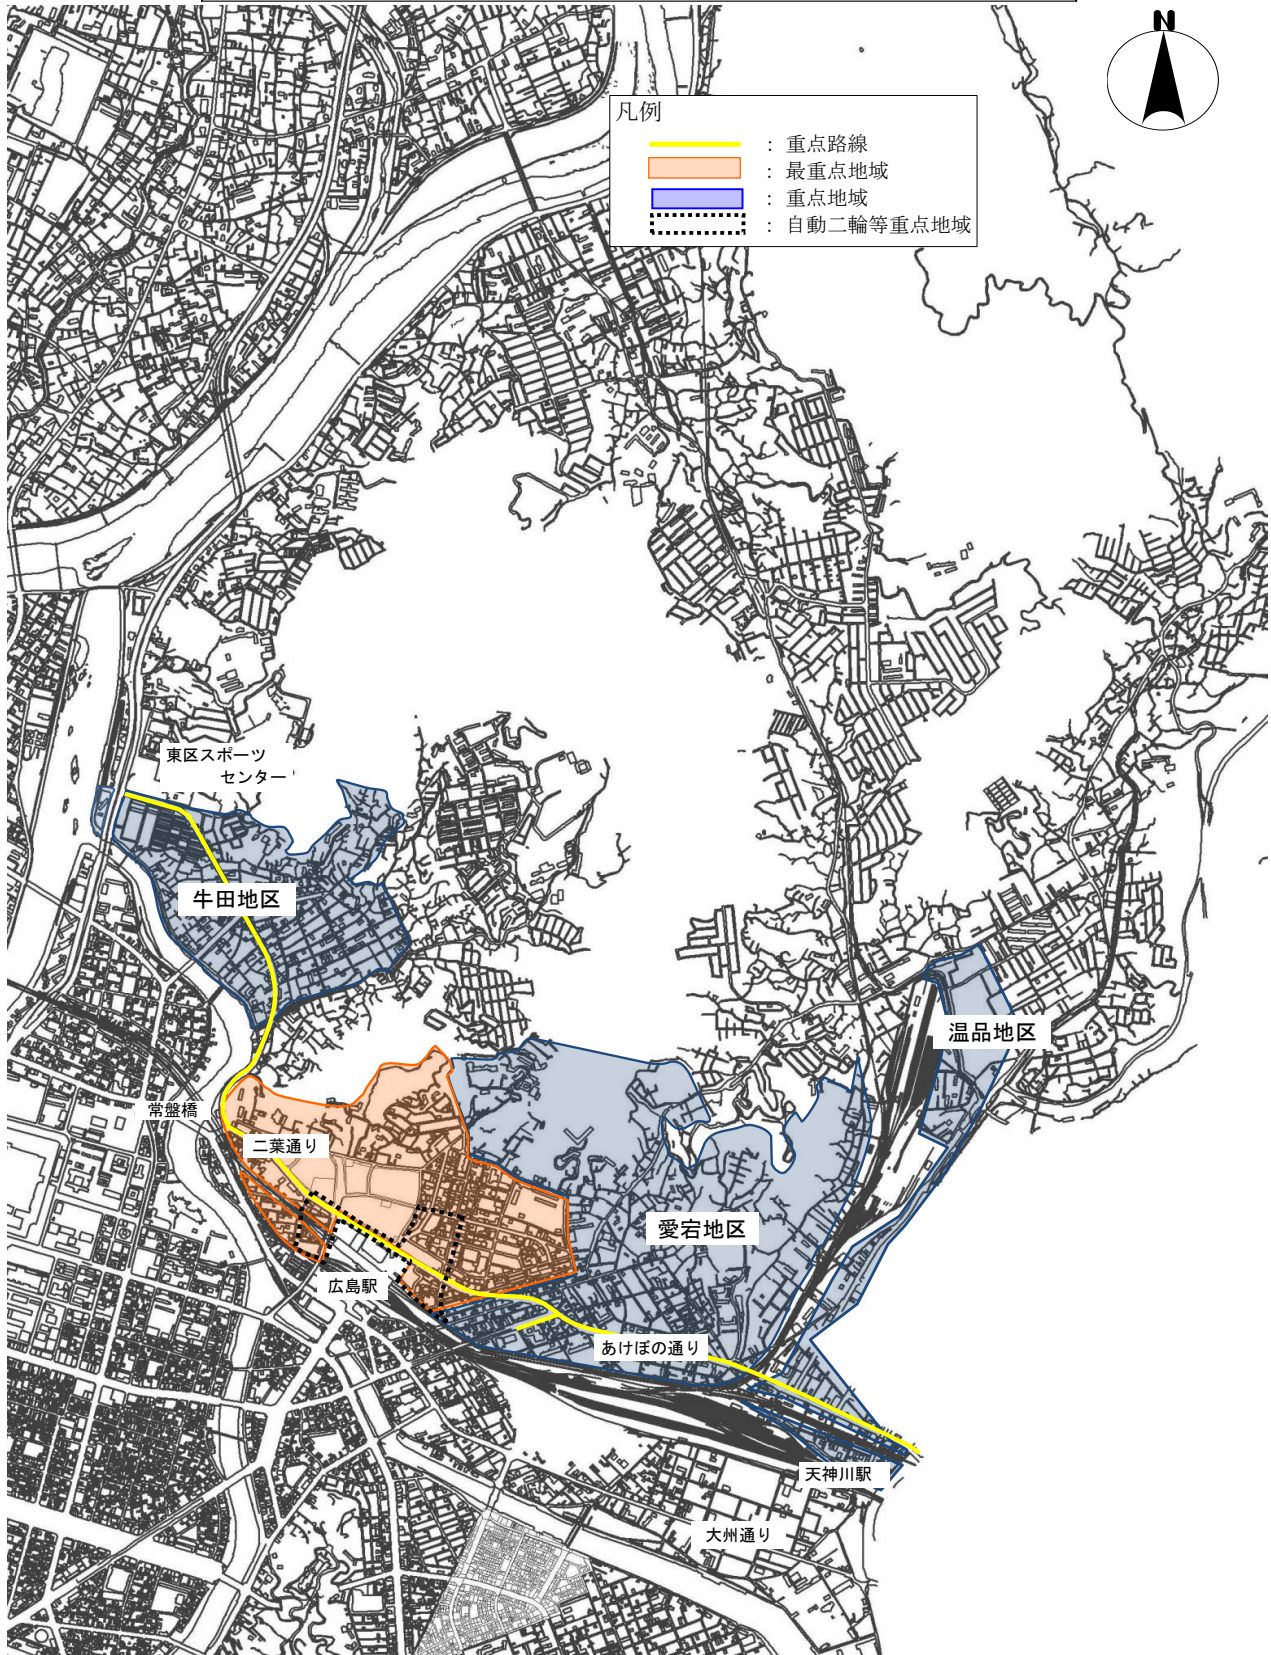 N
凡例
: 重点路線
: 最重点地域
: 重点地域
: 自動二輪等重点地域
東区スポーツ
センター
牛田地区
温品地区
常盤橋
二葉通り
愛宕地区
広島駅
あけぼの通り
天神川駅
大州通り